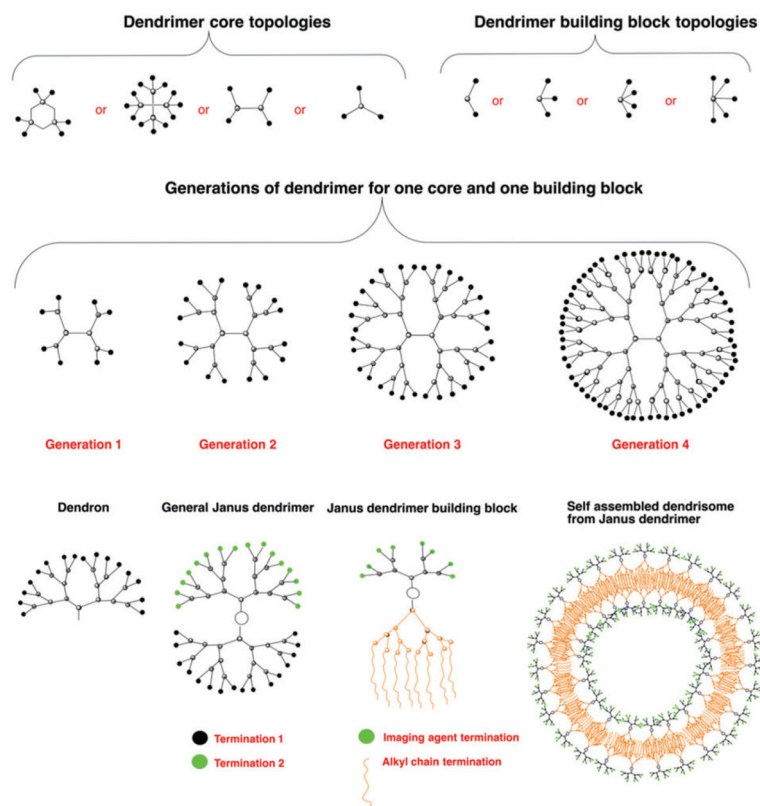 Dendrimer core topologies
Dendrimer building block topologies
or or or
or or or
Generations of dendrimer for one core and one building block
Generation 1
Generation 2
Generation 3
Generation 4
Dendron
General Janus dendrimer
Janus dendrimer building block
Self assembled dendrisome
from Janus dendrimer
Termination 1
Termination 2
Imaging agent termination
Alkyl chain termination